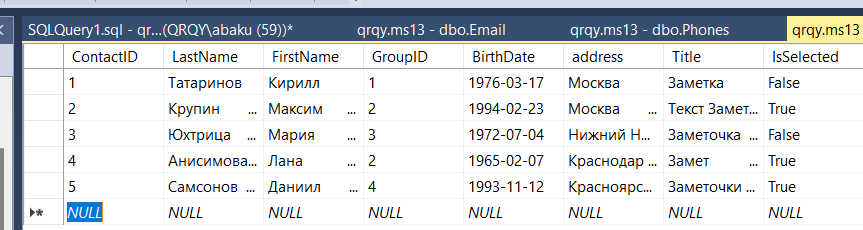 SQLQuery1.sql - qr...(QRQY\abaku (59))* qrqy.ms13 - dbo.Email qrqy.ms13 - dbo.Phones qrqy.ms13
ContactID LastName FirstName GroupID BirthDate address Title IsSelected
1 Татаринов Кирилл 1 1976-03-17 Москва Заметка False
2 Крупин ... Максим ... 2 1994-02-23 Москва ... Текст Замет... True
3 Юхтрица ... Мария ... 3 1972-07-04 Нижний Н... Заметочка ... False
4 Анисимова... Лана ... 2 1965-02-07 Краснодар ... Замет ... True
5 Самсонов ... Даниил ... 4 1993-11-12 Красноярс... Заметочки ... True
NULL NULL NULL NULL NULL NULL NULL NULL